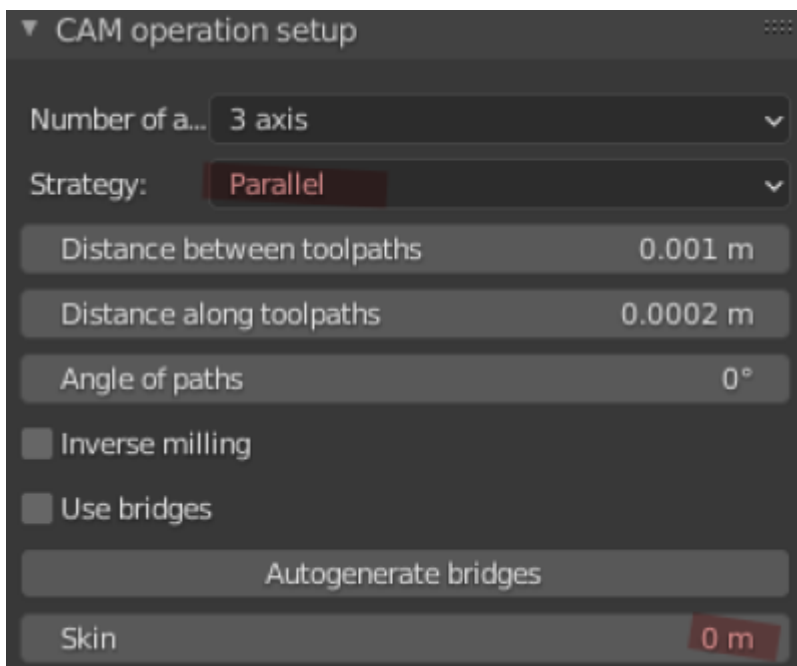 CAM operation setup
Number of a... 3 axis
Strategy: Parallel
Distance between toolpaths 0.001 m
Distance along toolpaths 0.0002 m
Angle of paths 0°
Inverse milling
Use bridges
Autogenerate bridges
Skin 0 m